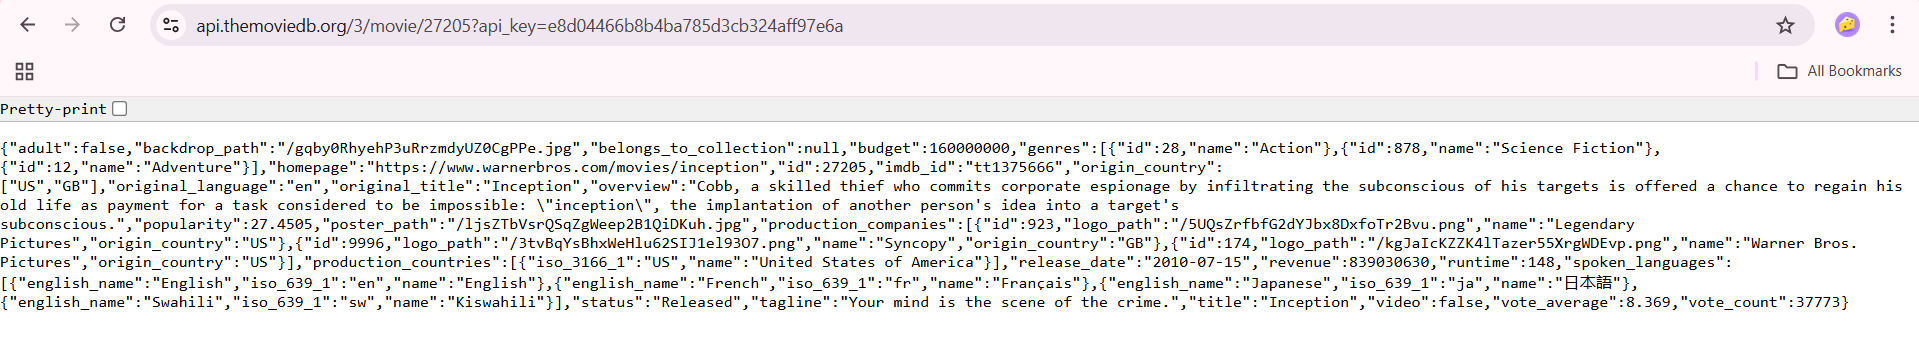 api.themoviedb.org/3/movie/27205?api_key=e8d04466b8b4ba785d3cb324aff97e6a
All Bookmarks
Pretty-print
{"adult":false,"backdrop_path":"/gqby0RhyehP3uRrzmdyUZ0CgPPe.jpg","belongs_to_collection":null,"budget":160000000,"genres":[{"id":28,"name":"Action"},{"id":878,"name":"Science Fiction"},
{"id":12,"name":"Adventure"}],"homepage":"https://www.warnerbros.com/movies/inception","id":27205,"imdb_id":"tt1375666","origin_country":
["US","GB"],"original_language":"en","original_title":"Inception","overview":"Cobb, a skilled thief who commits corporate espionage by infiltrating the subconscious of his targets is offered a chance to regain his
old life as payment for a task considered to be impossible: \"inception\", the implantation of another person's idea into a target's
subconscious.","popularity":27.4505,"poster_path":"/ljsZTbVsrQSqZgWeep2B1QiDKuh.jpg","production_companies":[{"id":923,"logo_path":"/5UQsZrfbfG2dYJbx8DxfoTr2Bvu.png","name":"Legendary
Pictures","origin_country":"US"},{"id":9996,"logo_path":"/3tvBqYsBhxWeHlu62SIJ1el93O7.png","name":"Syncopy","origin_country":"GB"},{"id":174,"logo_path":"/kgJaIcKZZK4lTazer55XrgWDEvp.png","name":"Warner Bros.
Pictures","origin_country":"US"}],"production_countries":[{"iso_3166_1":"US","name":"United States of America"}],"release_date":"2010-07-15","revenue":839030630,"runtime":148,"spoken_languages":
[{"english_name":"English","iso_639_1":"en","name":"English"},{"english_name":"French","iso_639_1":"fr","name":"Français"},{"english_name":"Japanese","iso_639_1":"ja","name":"日本語"},
{"english_name":"Swahili","iso_639_1":"sw","name":"Kiswahili"}],"status":"Released","tagline":"Your mind is the scene of the crime.","title":"Inception","video":false,"vote_average":8.369,"vote_count":37773}